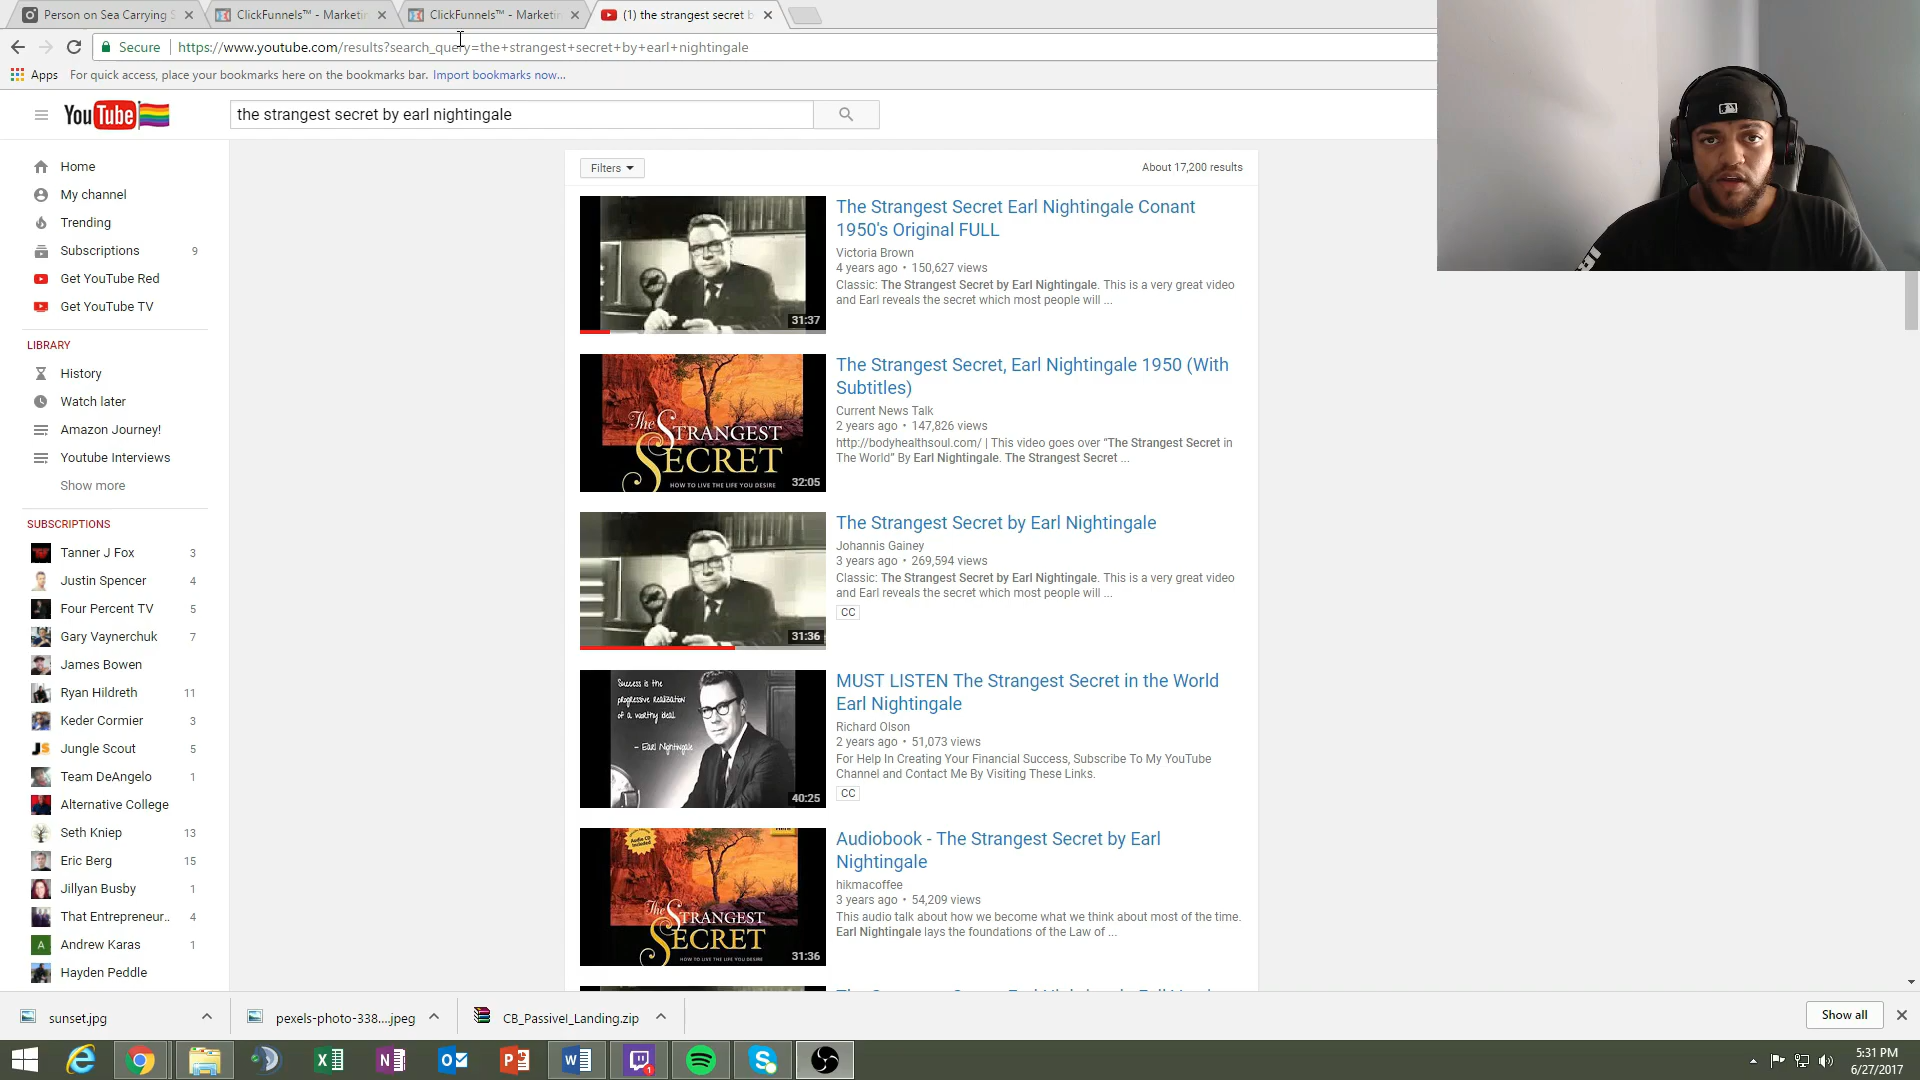 Person on Sea Carrying S
ClickFunnels™ - Marketin
ClickFunnels™ - Marketin
(1) the strangest secret b
Secure
https://www.youtube.com/results?search_query=the+strangest+secret+by+earl+nightingale
Apps
For quick access, place your bookmarks here on the bookmarks bar. Import bookmarks now...
YouTube
the strangest secret by earl nightingale
Home
My channel
Trending
Subscriptions 9
Get YouTube Red
Get YouTube TV
LIBRARY
History
Watch later
Amazon Journey!
Youtube Interviews
Show more
SUBSCRIPTIONS
Tanner J Fox 3
Justin Spencer 4
Four Percent TV 5
Gary Vaynerchuk 7
James Bowen
Ryan Hildreth 11
Keder Cormier 3
Jungle Scout 5
Team DeAngelo 1
Alternative College
Seth Kniep 13
Eric Berg 15
Jillyan Busby 1
That Entrepreneur.. 4
A Andrew Karas 1
Hayden Peddle
Filters
About 17,200 results
31:37
The Strangest Secret Earl Nightingale Conant
1950's Original FULL
Victoria Brown
4 years ago • 150,627 views
Classic: The Strangest Secret by Earl Nightingale. This is a very great video
and Earl reveals the secret which most people will ...
The
STRANGEST
SECRET
HOW TO LIVE THE LIFE YOU DESIRE
32:05
The Strangest Secret, Earl Nightingale 1950 (With
Subtitles)
Current News Talk
2 years ago • 147,826 views
http://bodyhealthsoul.com/ | This video goes over “The Strangest Secret in
The World” By Earl Nightingale. The Strangest Secret ...
31:36
The Strangest Secret by Earl Nightingale
Johannis Gainey
3 years ago • 269,594 views
Classic: The Strangest Secret by Earl Nightingale. This is a very great video
and Earl reveals the secret which most people will ...
CC
Success is the
progressive realization
of a worthy ideal.
- Earl Nightingale
40:25
MUST LISTEN The Strangest Secret in the World
Earl Nightingale
Richard Olson
2 years ago • 51,073 views
For Help In Creating Your Financial Success, Subscribe To My YouTube
Channel and Contact Me By Visiting These Links.
CC
The
STRANGEST
SECRET
HOW TO LIVE THE LIFE YOU DESIRE
31:36
Audiobook - The Strangest Secret by Earl
Nightingale
hikmacoffee
3 years ago • 54,209 views
This audio talk about how we become what we think about most of the time.
Earl Nightingale lays the foundations of the Law of ...
sunset.jpg
pexels-photo-338....jpeg
CB_Passivel_Landing.zip
Show all
5:31 PM
6/27/2017